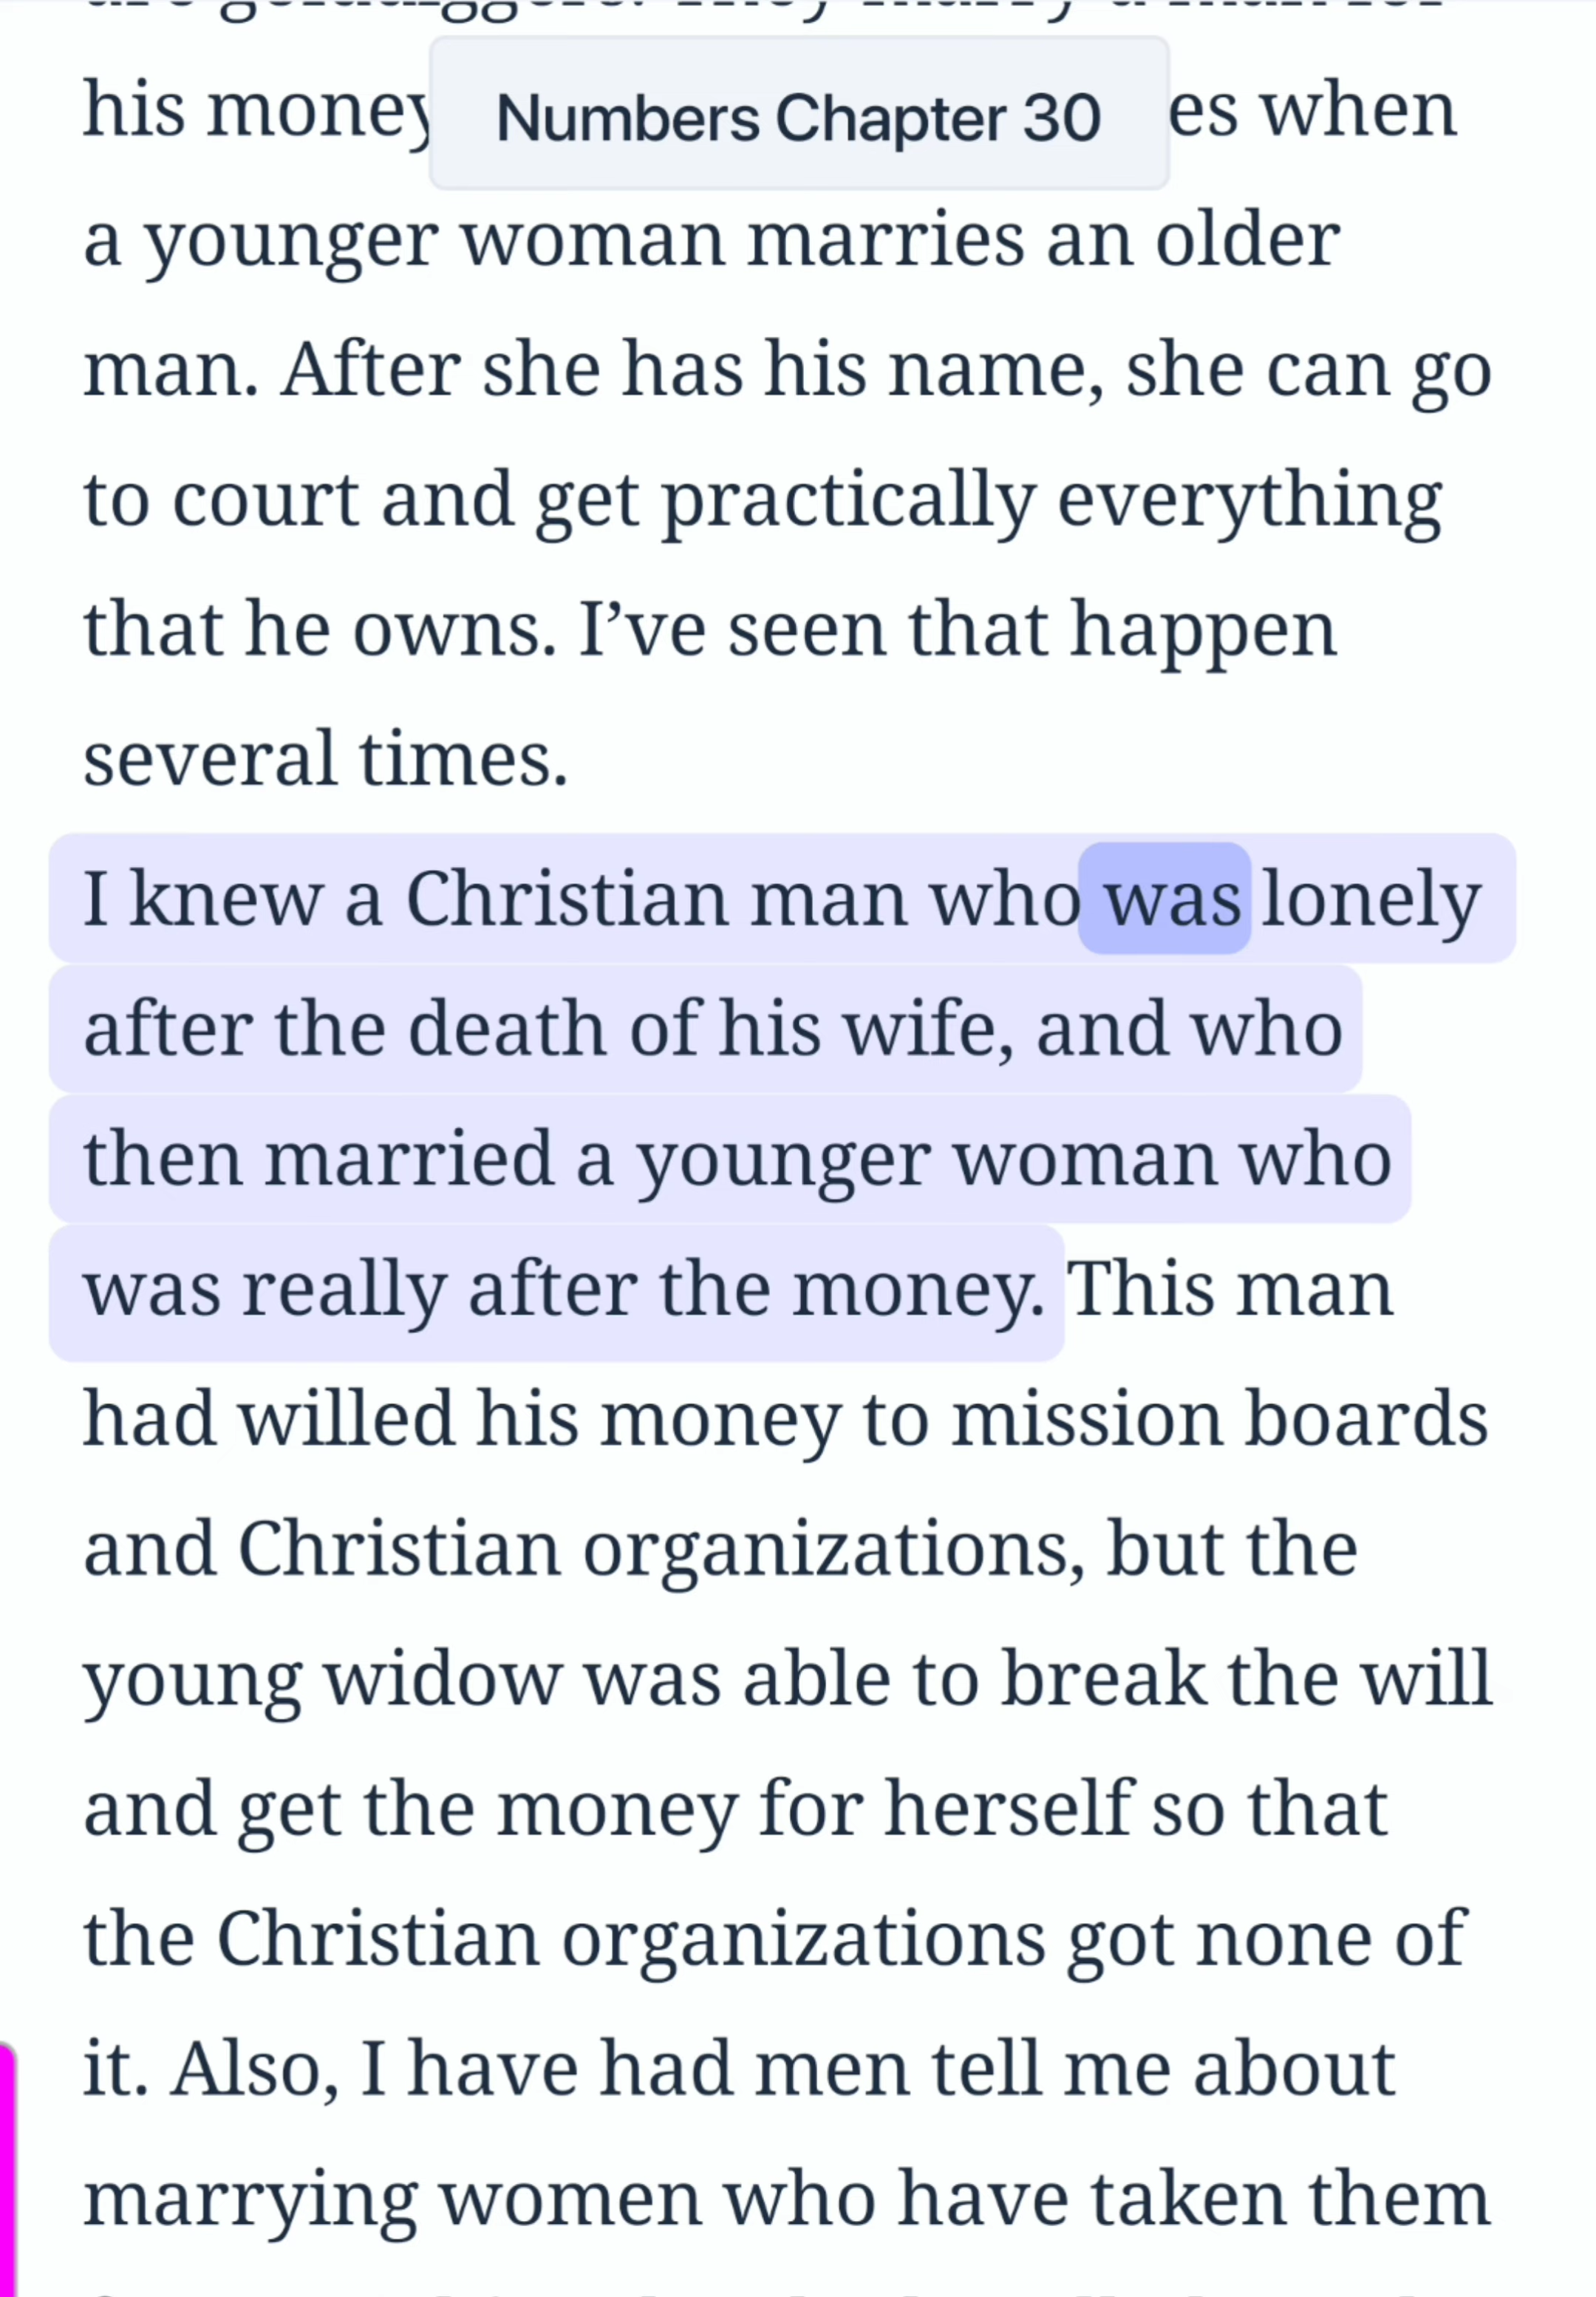 his money
Numbers Chapter 30
es when
a younger woman marries an older
man. After she has his name, she can go
to court and get practically everything
that he owns. I’ve seen that happen
several times.
I knew a Christian man who was lonely
after the death of his wife, and who
then married a younger woman who
was really after the money. This man
had willed his money to mission boards
and Christian organizations, but the
young widow was able to break the will
and get the money for herself so that
the Christian organizations got none of
it. Also, I have had men tell me about
marrying women who have taken them